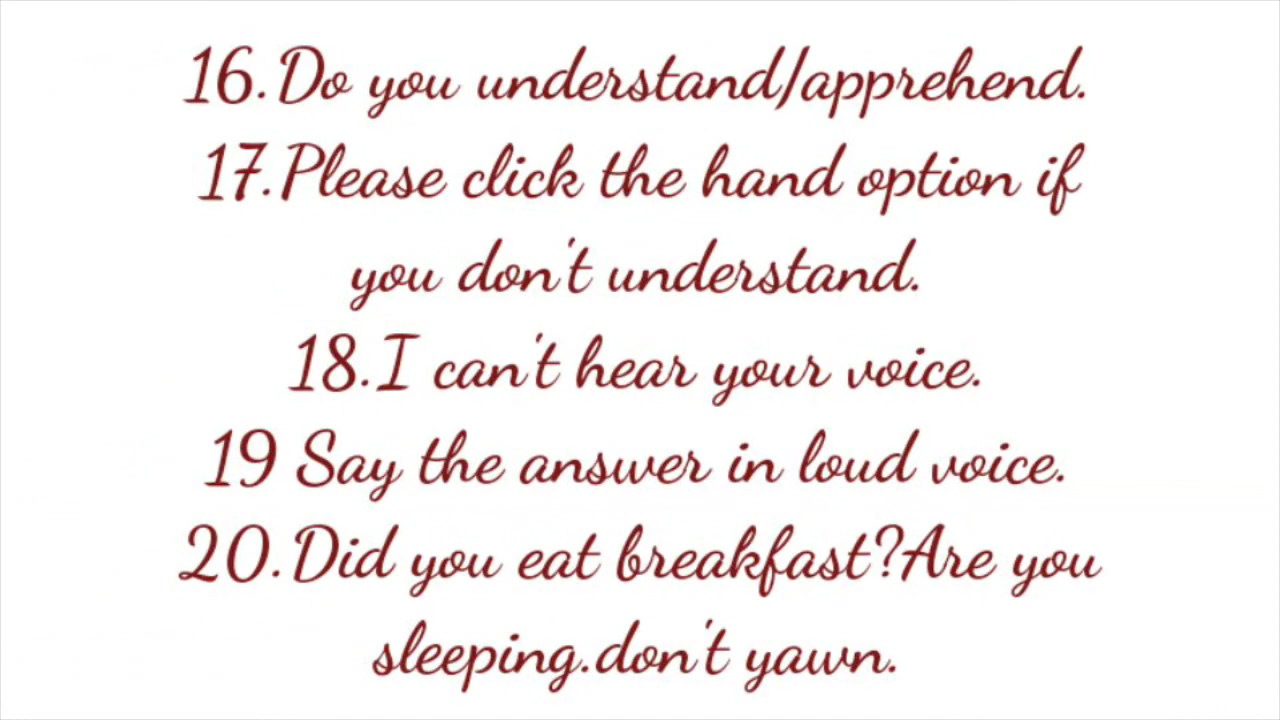 16.Do you understand/apprehend.
17.Please click the hand option if
you don't understand.
18.I can't hear your voice.
19 Say the answer in loud voice.
20.Did you eat breakfast?Are you
sleeping.don't yawn.